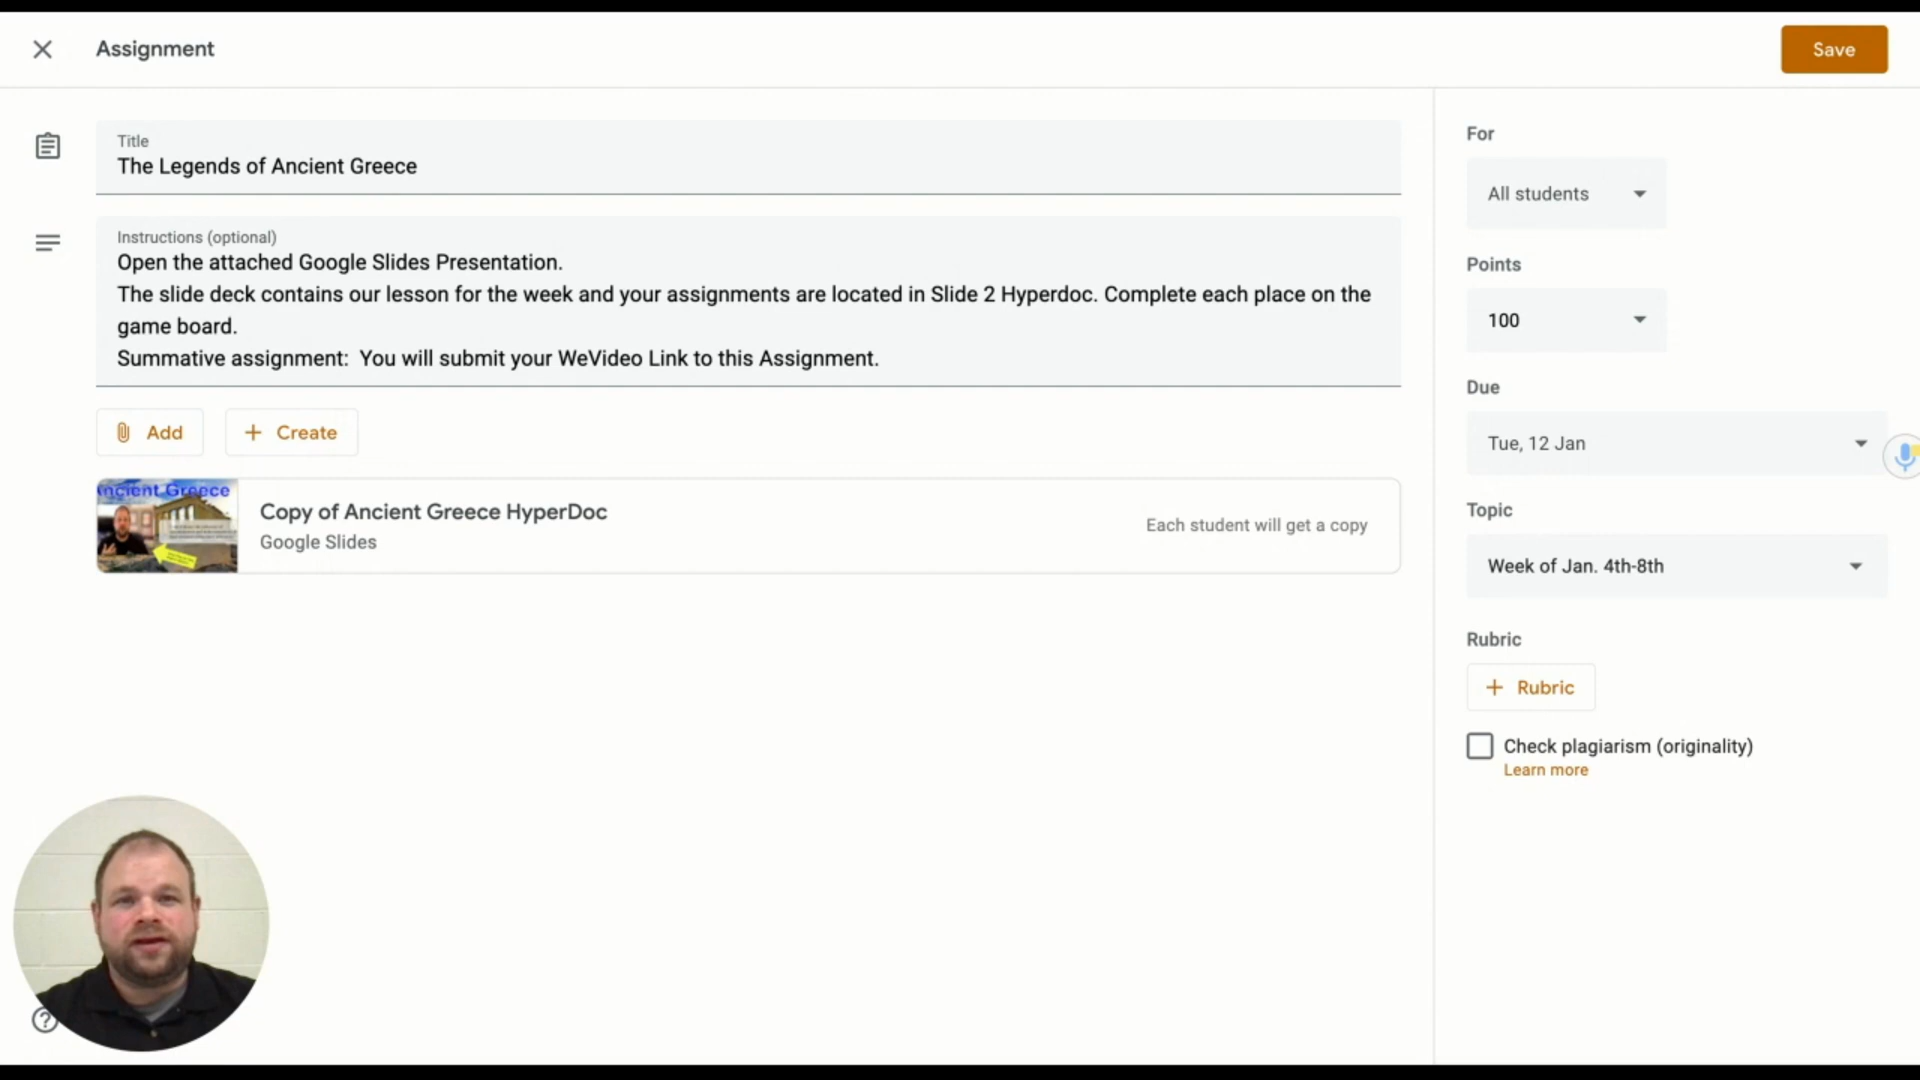 Assignment
Save
Title
The Legends of Ancient Greece
Instructions (optional)
Open the attached Google Slides Presentation.
The slide deck contains our lesson for the week and your assignments are located in Slide 2 Hyperdoc. Complete each place on the
game board.
Summative assignment:  You will submit your WeVideo Link to this Assignment.
Add
Create
Ancient Greece
Copy of Ancient Greece HyperDoc
Google Slides
Each student will get a copy
For
All students
Points
100
Due
Tue, 12 Jan
Topic
Week of Jan. 4th-8th
Rubric
Rubric
Check plagiarism (originality)
Learn more